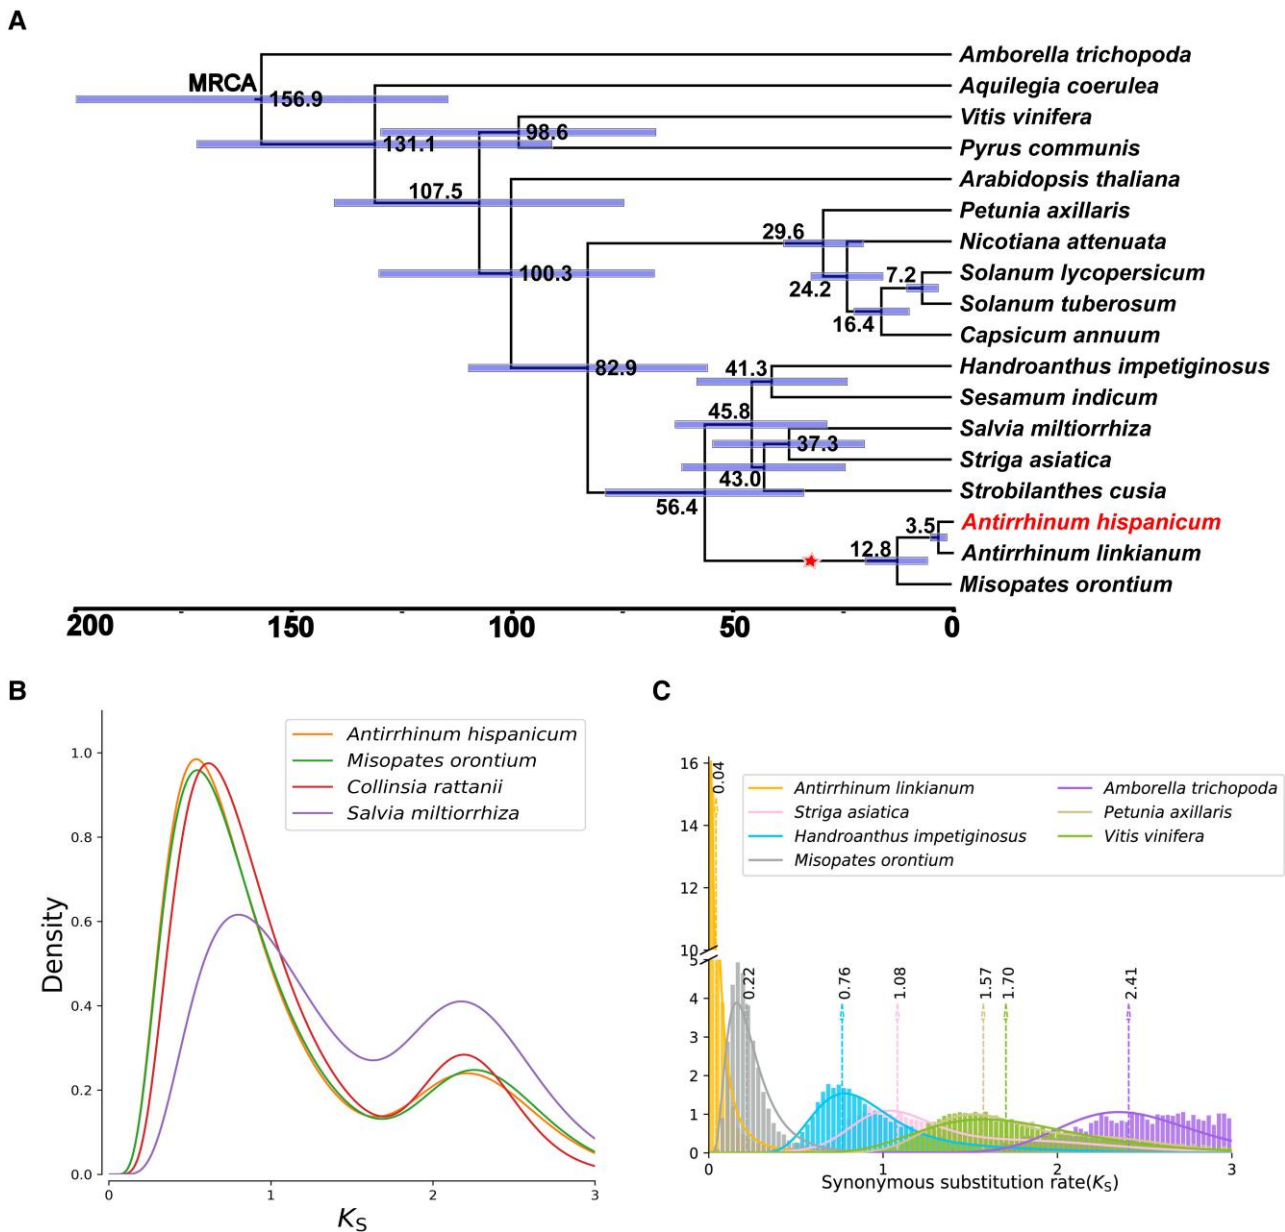 A
Amborella trichopoda
MRCA
156.9
Aquilegia coerulea
Vitis vinifera
98.6
131.1
Pyrus communis
107.5
Arabidopsis thaliana
Petunia axillaris
29.6
Nicotiana attenuata
100.3
7.2
Solanum lycopersicum
24.2
Solanum tuberosum
16.4
Capsicum annuum
82.9
41.3
Handroanthus impetiginosus
Sesamum indicum
45.8
Salvia miltiorrhiza
37.3
Striga asiatica
43.0
Strobilanthes cusia
56.4
3.5
Antirrhinum hispanicum
12.8
Antirrhinum linkianum
Misopates orontium
200 150 100 50 0
B
Antirrhinum hispanicum
Misopates orontium
Collinsia rattanii
Salvia miltiorrhiza
1.0
0.8
0.6
0.4
0.2
0.0
Density
0 1 2 3
KS
C
16
14
12
10
5
4
3
2
1
0
0.04
Antirrhinum linkianum
Striga asiatica
Handroanthus impetiginosus
Misopates orontium
Amborella trichopoda
Petunia axillaris
Vitis vinifera
0.22
0.76
1.08
1.57
1.70
2.41
0 1 2 3
Synonymous substitution rate(KS)